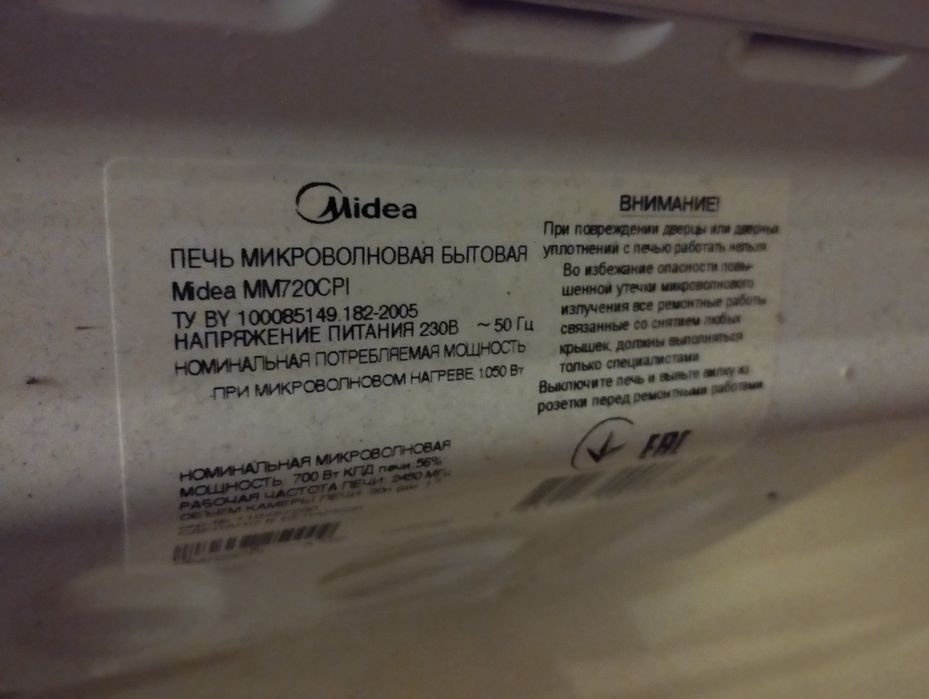 Midea
ПЕЧЬ МИКРОВОЛНОВАЯ БЫТОВАЯ
Midea MM720CPI
ТУ BY 100085149.182-2005
НАПРЯЖЕНИЕ ПИТАНИЯ 230В ~50 Гц
НОМИНАЛЬНАЯ ПОТРЕБЛЯЕМАЯ МОЩНОСТЬ
ПРИ МИКРОВОЛНОВОМ НАГРЕВЕ 1050 Вт
НОМИНАЛЬНАЯ МИКРОВОЛНОВАЯ
МОЩНОСТЬ: 700 Вт КПД печи 56%
РАБОЧАЯ ЧАСТОТА ПЕЧИ: 2450 МГц
ОБЪЕМ КАМЕРЫ ПЕЧИ:
ВНИМАНИЕ!
При повреждении дверцы или дверных
уплотнений с печью работать нельзя
Во избежание опасности повы-
шенной утечки микроволнового
излучения все ремонтные работы
связанные со снятием любых
крышек, должны выполняться
только специалистами
Выключите печь и выньте вилку из
розетки перед ремонтными работами
EAC